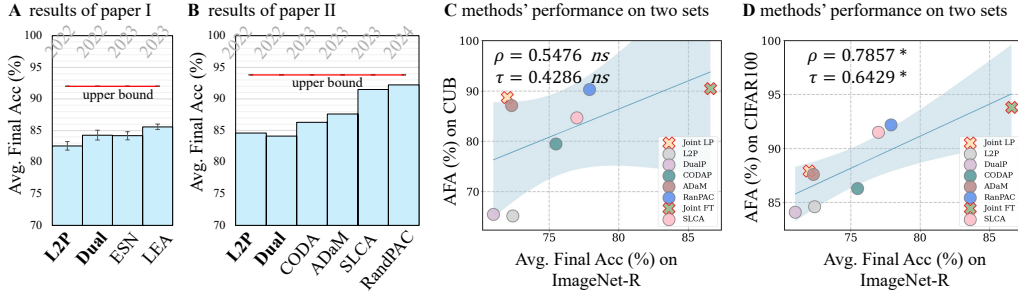 A results of paper I
Avg. Final Acc (%)
100
95
90
85
80
75
70
2022
2022
2023
2023
upper bound
L2P
Dual
ESN
LEA
B results of paper II
Avg. Final Acc (%)
100
95
90
85
80
75
70
2022
2022
2023
2023
2023
2024
upper bound
L2P
Dual
CODA
ADaM
SLCA
RandPAC
C methods' performance on two sets
AFA (%) on CUB
100
90
80
70
ρ = 0.5476 ns
τ = 0.4286 ns
Joint LP
L2P
DualP
CODAP
ADaM
RanPAC
Joint FT
SLCA
75
80
85
Avg. Final Acc (%) on
ImageNet-R
D methods' performance on two sets
AFA (%) on CIFAR100
100
95
90
85
ρ = 0.7857 *
τ = 0.6429 *
Joint LP
L2P
DualP
CODAP
ADaM
RanPAC
Joint FT
SLCA
75
80
85
Avg. Final Acc (%) on
ImageNet-R